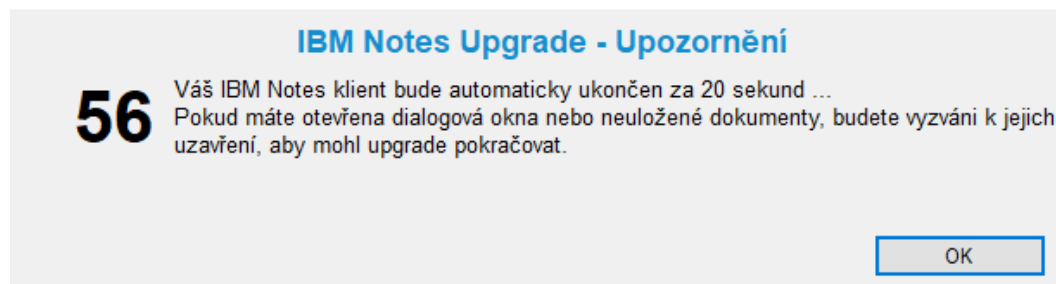 IBM Notes Upgrade - Upozornění
56
Váš IBM Notes klient bude automaticky ukončen za 20 sekund ...
Pokud máte otevřena dialogová okna nebo neuložené dokumenty, budete vyzváni k jejich
uzavření, aby mohl upgrade pokračovat.
OK